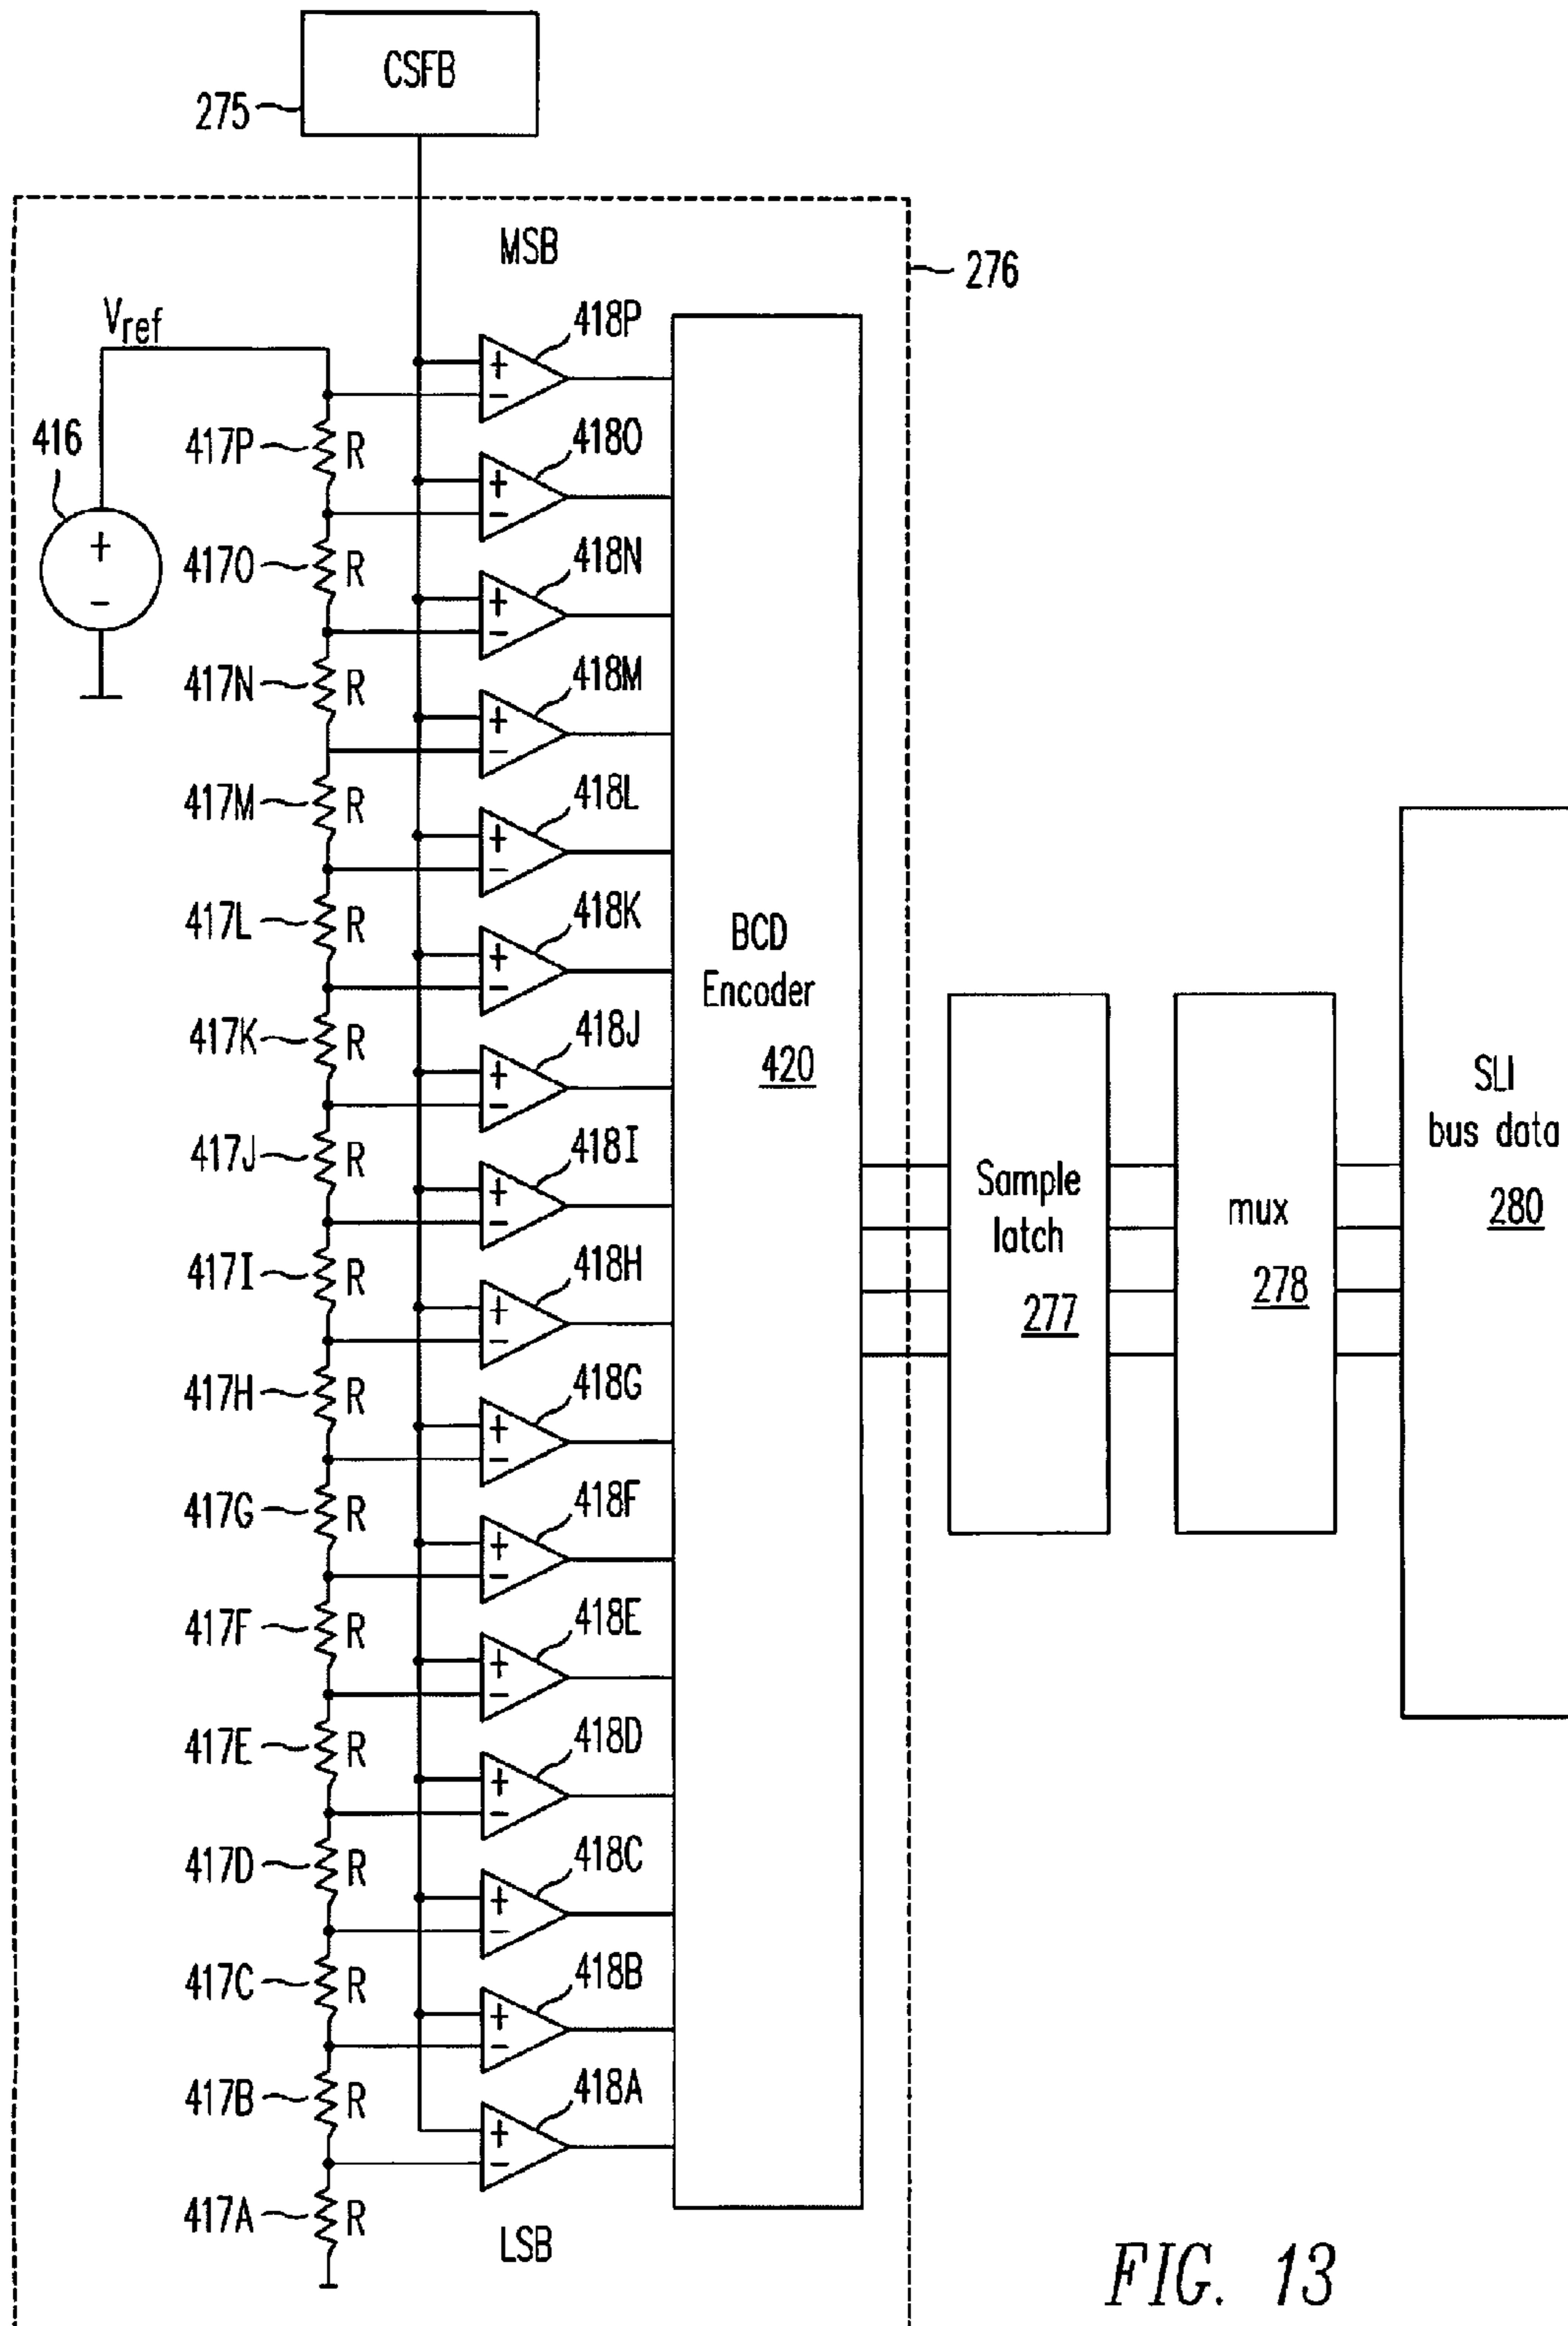 CSFB
275
MSB
276
Vref
416
+
−
418P
+
−
417P R
418O
+
−
417O R
418N
+
−
417N R
418M
+
−
417M R
418L
+
−
417L R
418K
+
−
417K R
418J
+
−
417J R
418I
+
−
417I R
418H
+
−
417H R
418G
+
−
417G R
418F
+
−
417F R
418E
+
−
417E R
418D
+
−
417D R
418C
+
−
417C R
418B
+
−
417B R
418A
+
−
417A R
LSB
BCD
Encoder
420
Sample
latch
277
mux
278
SLI
bus data
280
FIG. 13